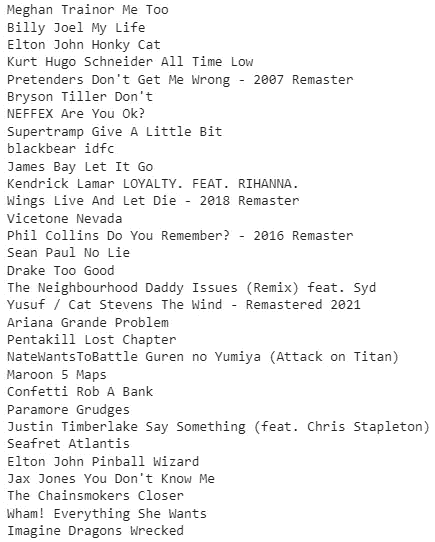 Meghan Trainor Me Too
Billy Joel My Life
Elton John Honky Cat
Kurt Hugo Schneider All Time Low
Pretenders Don't Get Me Wrong - 2007 Remaster
Bryson Tiller Don't
NEFFEX Are You Ok?
Supertramp Give A Little Bit
blackbear idfc
James Bay Let It Go
Kendrick Lamar LOYALTY. FEAT. RIHANNA.
Wings Live And Let Die - 2018 Remaster
Vicetone Nevada
Phil Collins Do You Remember? - 2016 Remaster
Sean Paul No Lie
Drake Too Good
The Neighbourhood Daddy Issues (Remix) feat. Syd
Yusuf / Cat Stevens The Wind - Remastered 2021
Ariana Grande Problem
Pentakill Lost Chapter
NateWantsToBattle Guren no Yumiya (Attack on Titan)
Maroon 5 Maps
Confetti Rob A Bank
Paramore Grudges
Justin Timberlake Say Something (feat. Chris Stapleton)
Seafret Atlantis
Elton John Pinball Wizard
Jax Jones You Don't Know Me
The Chainsmokers Closer
Wham! Everything She Wants
Imagine Dragons Wrecked